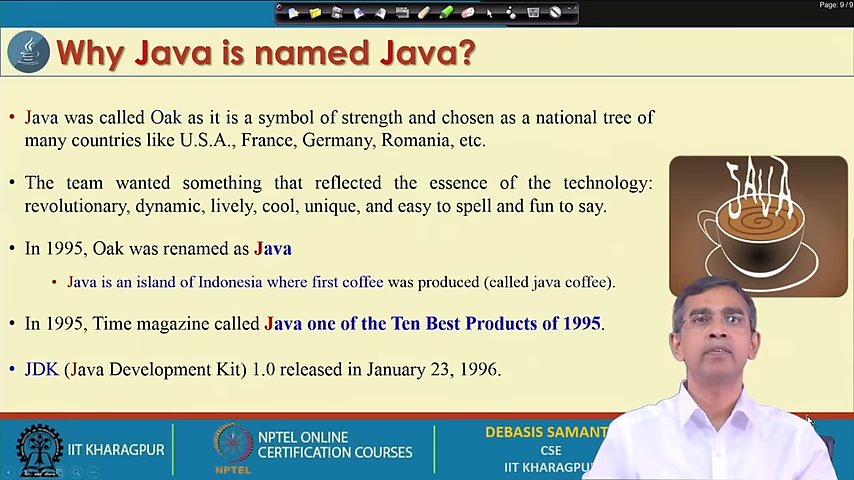 Page: 9 / 9
Why Java is named Java?
• Java was called Oak as it is a symbol of strength and chosen as a national tree of
many countries like U.S.A., France, Germany, Romania, etc.
• The team wanted something that reflected the essence of the technology:
revolutionary, dynamic, lively, cool, unique, and easy to spell and fun to say.
• In 1995, Oak was renamed as Java
• Java is an island of Indonesia where first coffee was produced (called java coffee).
JAVA
• In 1995, Time magazine called Java one of the Ten Best Products of 1995.
• JDK (Java Development Kit) 1.0 released in January 23, 1996.
IIT KHARAGPUR
NPTEL
NPTEL ONLINE
CERTIFICATION COURSES
DEBASIS SAMANT
CSE
IIT KHARAGPU